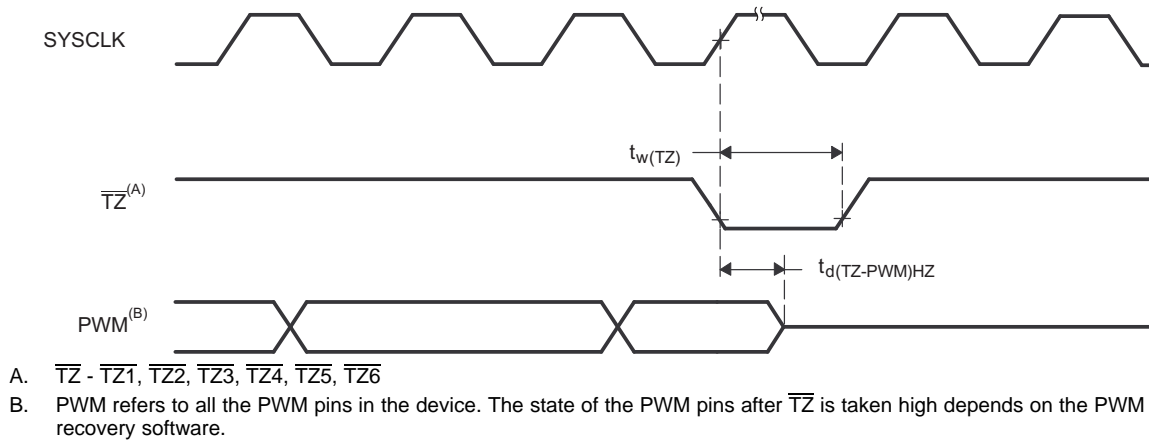 SYSCLK
tw(TZ)
TZ(A)
td(TZ-PWM)HZ
PWM(B)
A. TZ - TZ1, TZ2, TZ3, TZ4, TZ5, TZ6
B. PWM refers to all the PWM pins in the device. The state of the PWM pins after TZ is taken high depends on the PWM
recovery software.